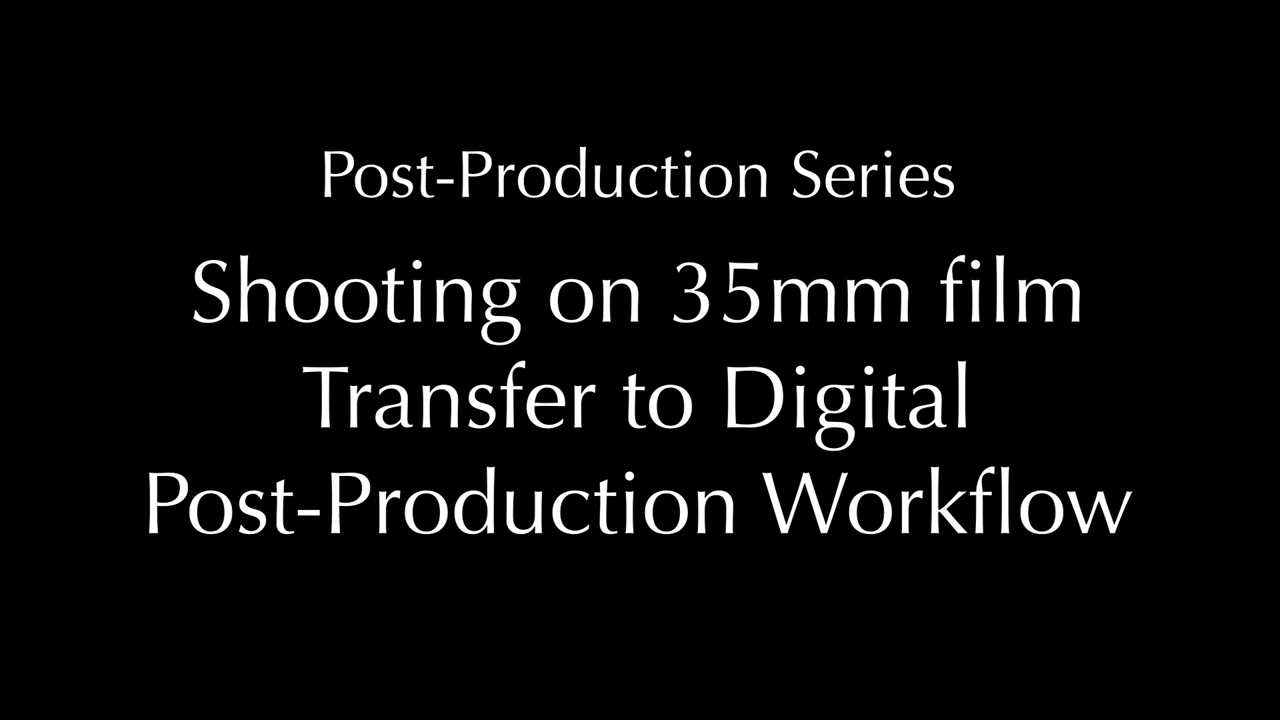 Post-Production Series
Shooting on 35mm film
Transfer to Digital
Post-Production Workflow